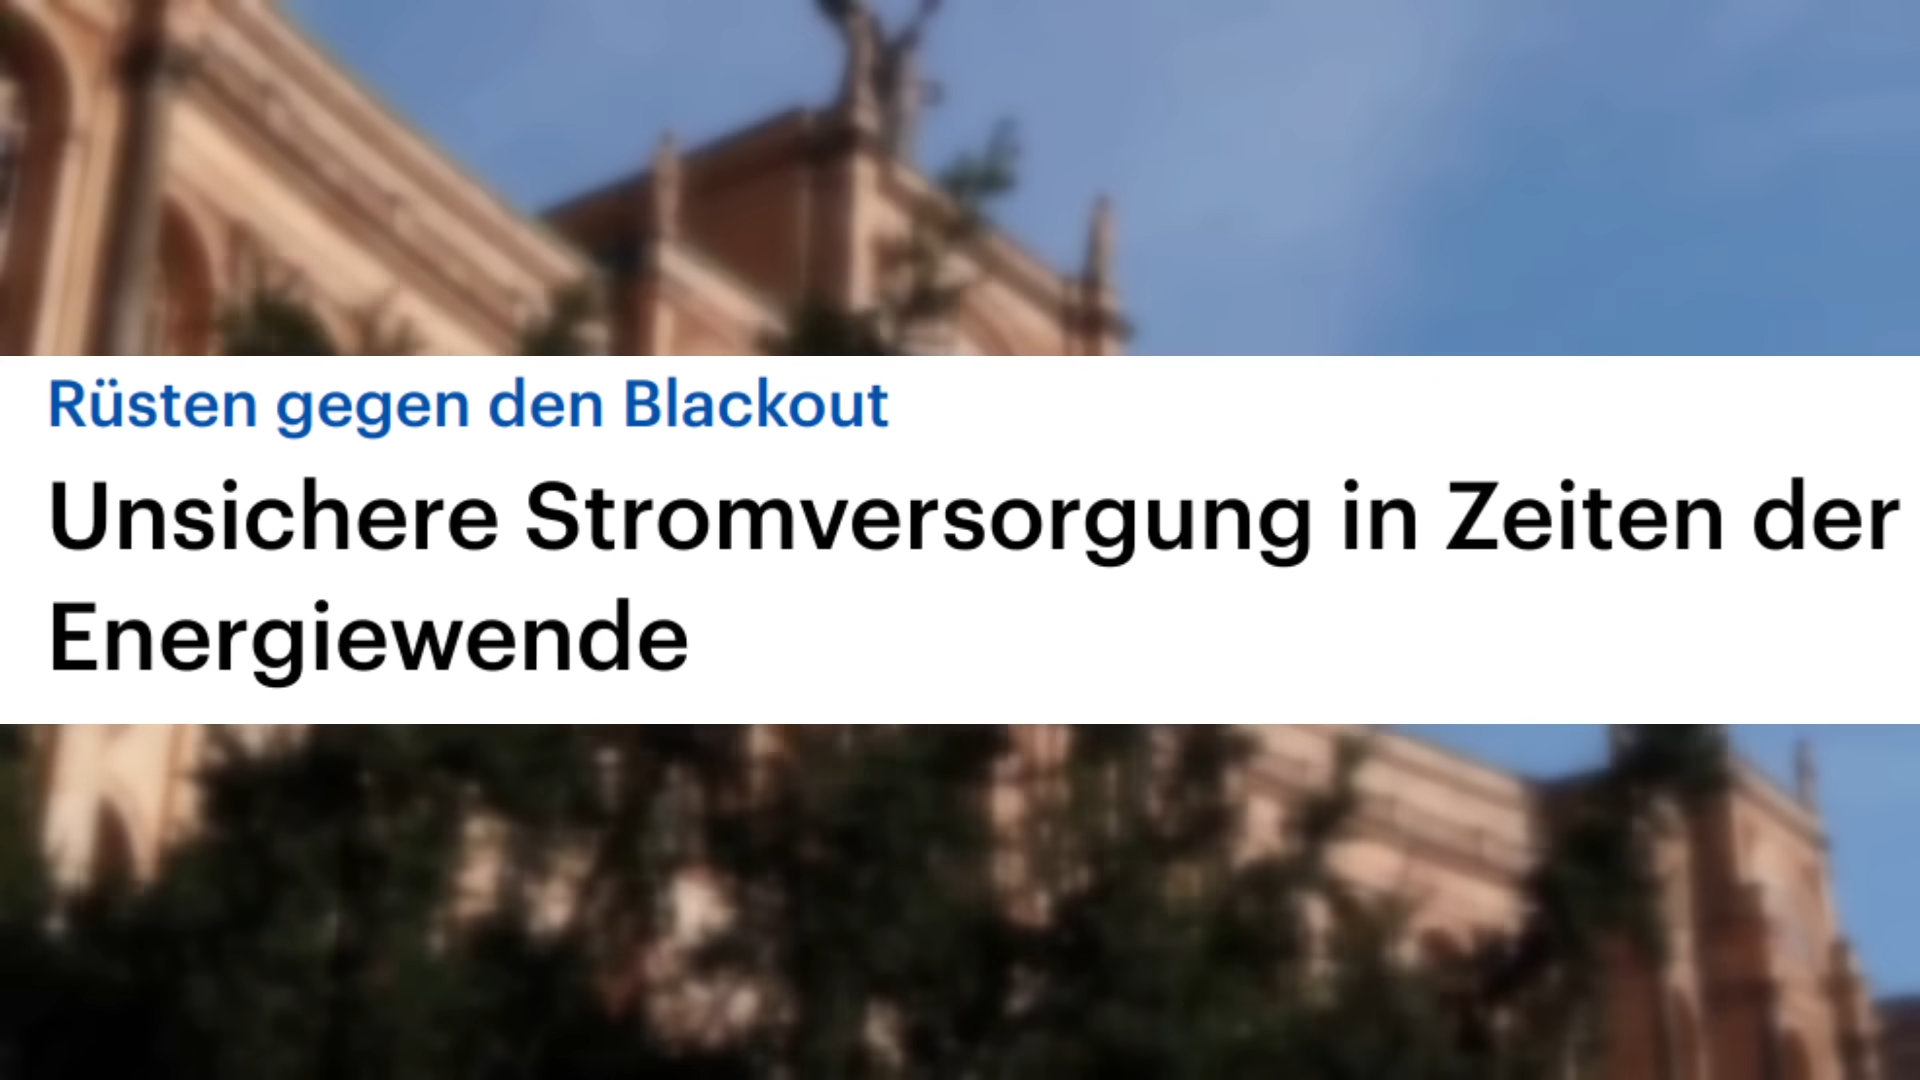 Rüsten gegen den Blackout
Unsichere Stromversorgung in Zeiten der
Energiewende